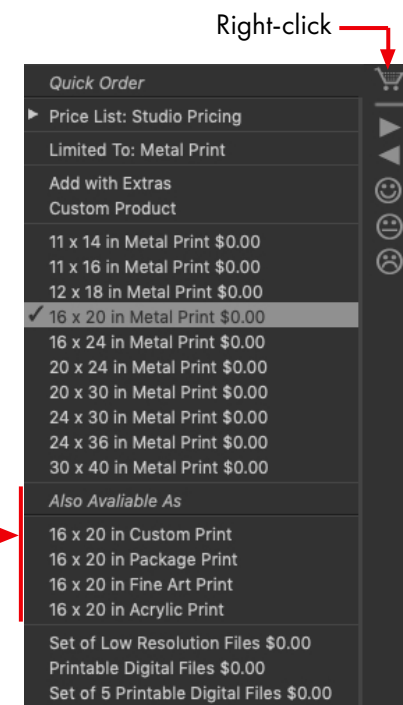 Right-click
Quick Order
Price List: Studio Pricing
Limited To: Metal Print
Add with Extras
Custom Product
11 x 14 in Metal Print $0.00
11 x 16 in Metal Print $0.00
12 x 18 in Metal Print $0.00
16 x 20 in Metal Print $0.00
16 x 24 in Metal Print $0.00
20 x 24 in Metal Print $0.00
20 x 30 in Metal Print $0.00
24 x 30 in Metal Print $0.00
24 x 36 in Metal Print $0.00
30 x 40 in Metal Print $0.00
Also Avaliable As
16 x 20 in Custom Print
16 x 20 in Package Print
16 x 20 in Fine Art Print
16 x 20 in Acrylic Print
Set of Low Resolution Files $0.00
Printable Digital Files $0.00
Set of 5 Printable Digital Files $0.00